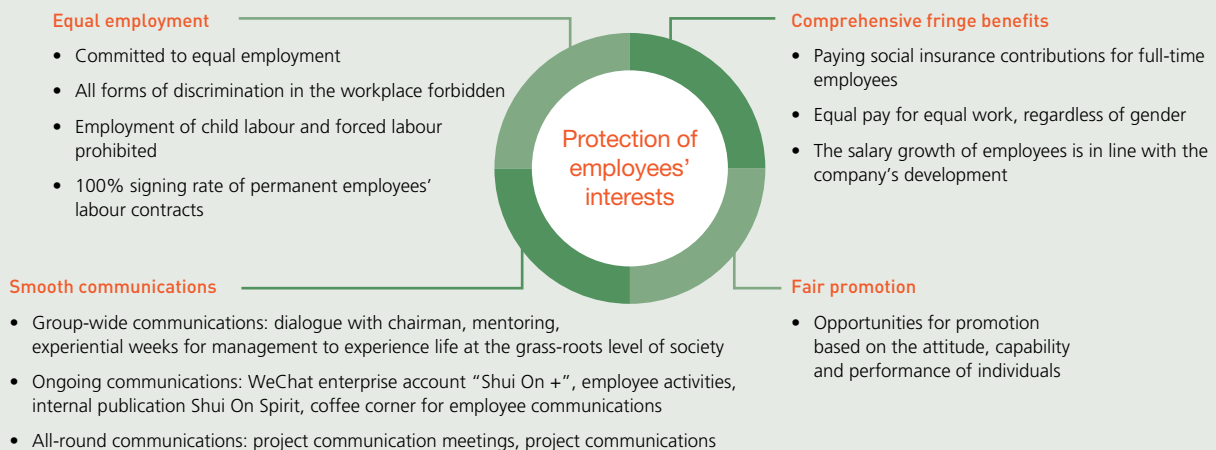 Equal employment
• Committed to equal employment
• All forms of discrimination in the workplace forbidden
• Employment of child labour and forced labour
prohibited
• 100% signing rate of permanent employees’
labour contracts
Comprehensive fringe benefits
• Paying social insurance contributions for full-time
employees
• Equal pay for equal work, regardless of gender
• The salary growth of employees is in line with the
company’s development
Protection of
employees’
interests
Smooth communications
• Group-wide communications: dialogue with chairman, mentoring,
experiential weeks for management to experience life at the grass-roots level of society
• Ongoing communications: WeChat enterprise account “Shui On +”, employee activities,
internal publication Shui On Spirit, coffee corner for employee communications
• All-round communications: project communication meetings, project communications
Fair promotion
• Opportunities for promotion
based on the attitude, capability
and performance of individuals